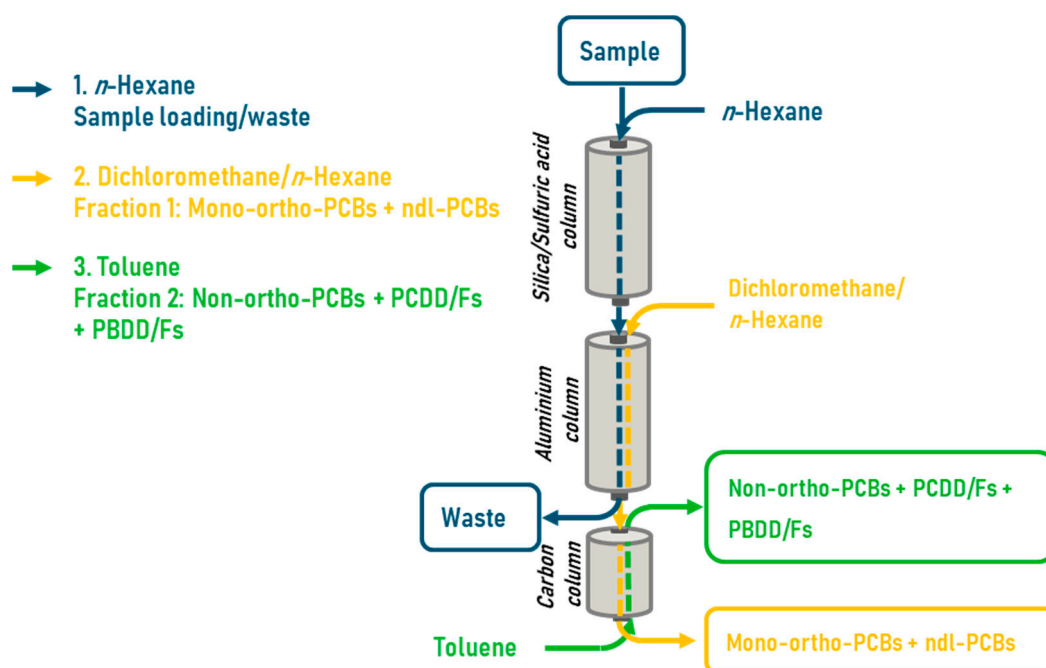 Sample
1. n-Hexane
Sample loading/waste
n-Hexane
2. Dichloromethane/n-Hexane
Fraction 1: Mono-ortho-PCBs + ndl-PCBs
3. Toluene
Fraction 2: Non-ortho-PCBs + PCDD/Fs
+ PBDD/Fs
Silica/Sulfuric acid
column
Dichloromethane/
n-Hexane
Aluminium
column
Non-ortho-PCBs + PCDD/Fs +
PBDD/Fs
Waste
Carbon
column
Toluene
Mono-ortho-PCBs + ndl-PCBs